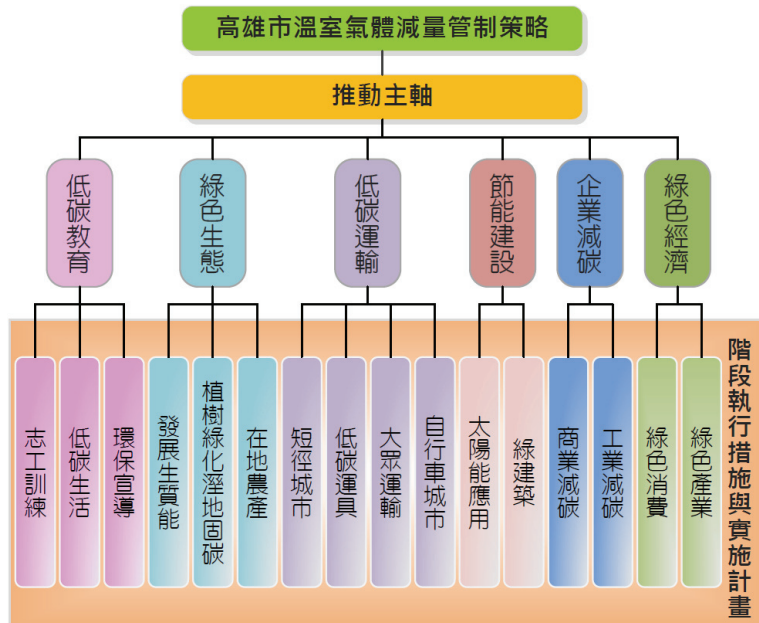 高雄市溫室氣體減量管制策略
推動主軸
低碳教育
綠色生態
低碳運輸
節能建設
企業減碳
綠色經濟
志工訓練
低碳生活
環保宣導
發展生質能
植樹綠化溼地固碳
在地農產
短徑城市
低碳運具
大眾運輸
自行車城市
太陽能應用
綠建築
商業減碳
工業減碳
綠色消費
綠色產業
階段執行措施與實施計畫